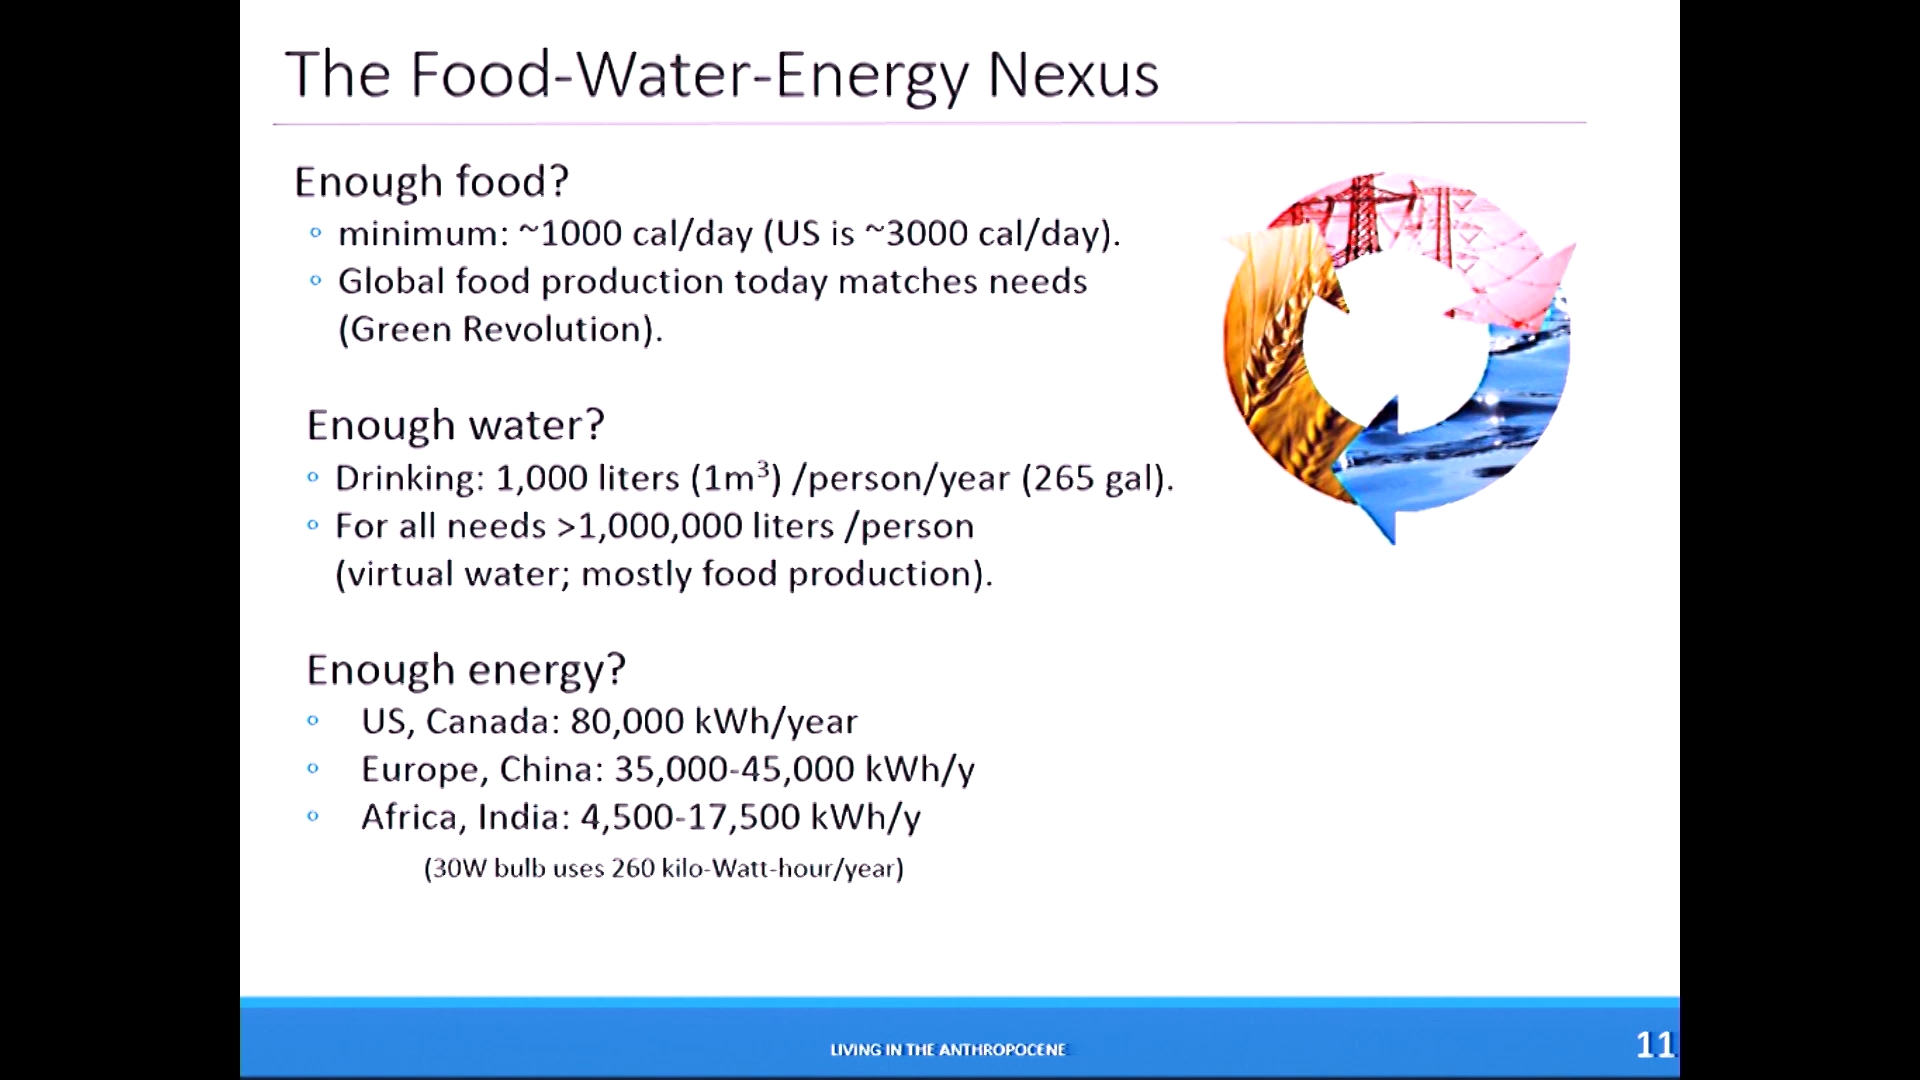 The Food-Water-Energy Nexus
Enough food?
◦ minimum: ~1000 cal/day (US is ~3000 cal/day).
◦ Global food production today matches needs
(Green Revolution).
Enough water?
◦ Drinking: 1,000 liters (1m³) /person/year (265 gal).
◦ For all needs >1,000,000 liters /person
(virtual water; mostly food production).
Enough energy?
◦ US, Canada: 80,000 kWh/year
◦ Europe, China: 35,000-45,000 kWh/y
◦ Africa, India: 4,500-17,500 kWh/y
(30W bulb uses 260 kilo-Watt-hour/year)
LIVING IN THE ANTHROPOCENE
11